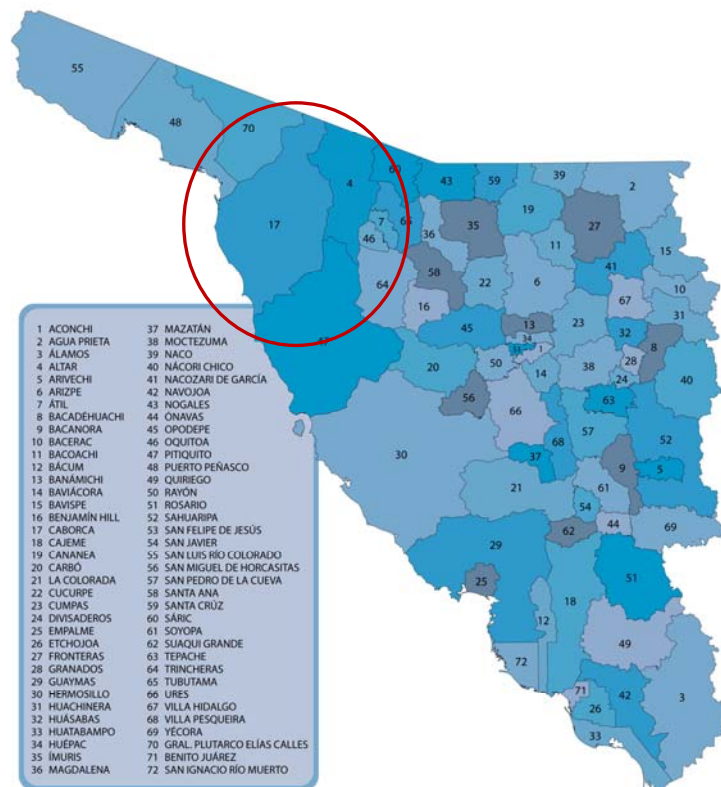 55
48
70
4
43
59
39
2
17
7
46
36
35
19
27
11
15
64
58
16
22
6
41
67
10
31
45
13
34
1
23
32
8
20
50
14
38
28
24
40
56
66
63
30
68
57
52
37
9
5
21
61
54
62
44
69
29
25
51
18
12
49
72
71
26
42
3
33
1 ACONCHI
2 AGUA PRIETA
3 ÁLAMOS
4 ALTAR
5 ARIVECHI
6 ARIZPE
7 ÁTIL
8 BACADÉHUACHI
9 BACANORA
10 BACERAC
11 BACOACHI
12 BÁCUM
13 BANÁMICHI
14 BAVIÁCORA
15 BAVISPE
16 BENJAMÍN HILL
17 CABORCA
18 CAJEME
19 CANANEA
20 CARBÓ
21 LA COLORADA
22 CUCURPE
23 CUMPAS
24 DIVISADEROS
25 EMPALME
26 ETCHOJOA
27 FRONTERAS
28 GRANADOS
29 GUAYMAS
30 HERMOSILLO
31 HUACHINERA
32 HUÁSABAS
33 HUATABAMPO
34 HUÉPAC
35 ÍMURIS
36 MAGDALENA
37 MAZATÁN
38 MOCTEZUMA
39 NACO
40 NÁCORI CHICO
41 NACOZARI DE GARCÍA
42 NAVOJOA
43 NOGALES
44 ÓNAVAS
45 OPODEPE
46 OQUITOA
47 PITIQUITO
48 PUERTO PEÑASCO
49 QUIRIEGO
50 RAYÓN
51 ROSARIO
52 SAHUARIPA
53 SAN FELIPE DE JESÚS
54 SAN JAVIER
55 SAN LUIS RÍO COLORADO
56 SAN MIGUEL DE HORCASITAS
57 SAN PEDRO DE LA CUEVA
58 SANTA ANA
59 SANTA CRÚZ
60 SÁRIC
61 SOYOPA
62 SUAQUI GRANDE
63 TEPACHE
64 TRINCHERAS
65 TUBUTAMA
66 URES
67 VILLA HIDALGO
68 VILLA PESQUEIRA
69 YÉCORA
70 GRAL. PLUTARCO ELÍAS CALLES
71 BENITO JUÁREZ
72 SAN IGNACIO RÍO MUERTO